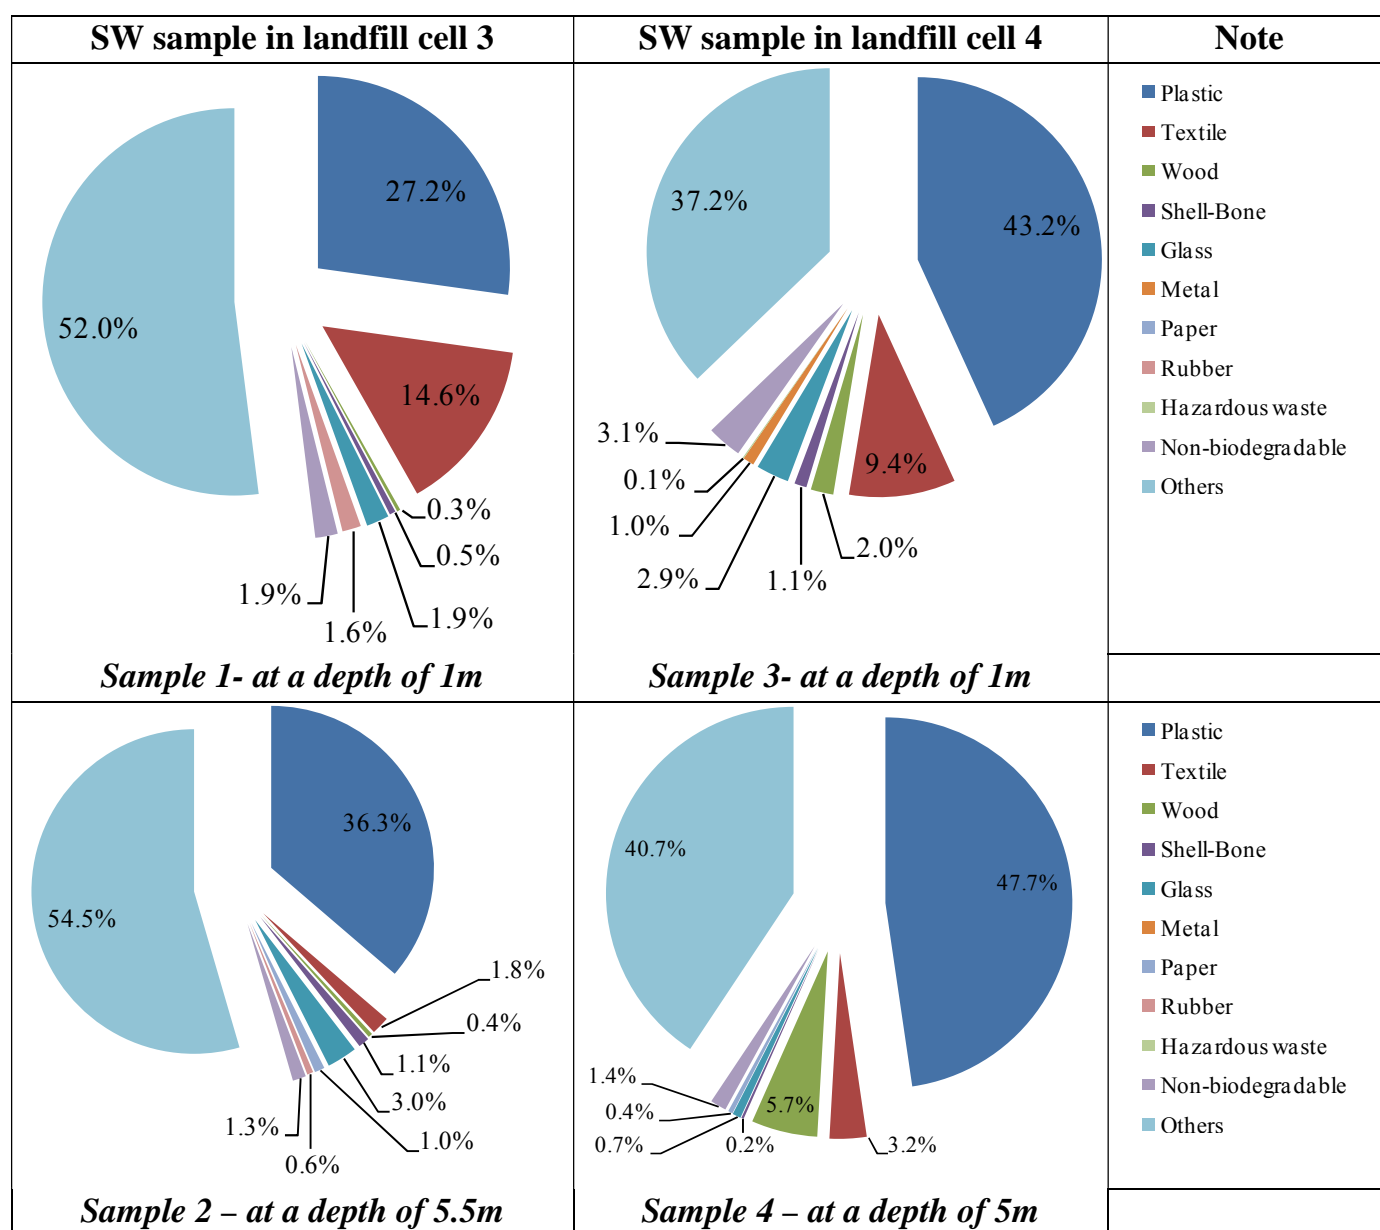 SW sample in landfill cell 3
SW sample in landfill cell 4
Note
27.2%
14.6%
0.3%
0.5%
1.9%
1.6%
1.9%
52.0%
Sample 1- at a depth of 1m
43.2%
9.4%
2.0%
1.1%
2.9%
1.0%
0.1%
3.1%
37.2%
Sample 3- at a depth of 1m
Plastic
Textile
Wood
Shell-Bone
Glass
Metal
Paper
Rubber
Hazardous waste
Non-biodegradable
Others
36.3%
1.8%
0.4%
1.1%
3.0%
1.0%
0.6%
1.3%
54.5%
Sample 2 – at a depth of 5.5m
47.7%
3.2%
5.7%
0.2%
0.7%
0.4%
1.4%
40.7%
Sample 4 – at a depth of 5m
Plastic
Textile
Wood
Shell-Bone
Glass
Metal
Paper
Rubber
Hazardous waste
Non-biodegradable
Others